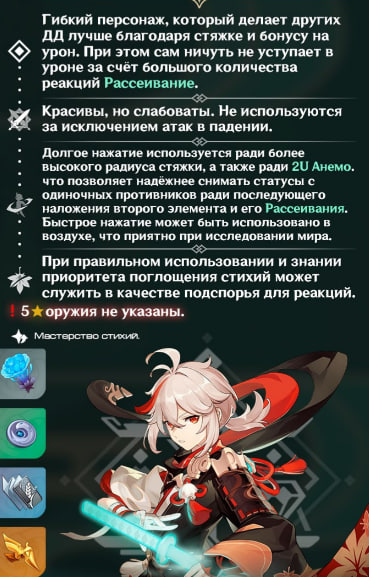 Гибкий персонаж, который делает других
ДД лучше благодаря стяжке и бонусу на
урон. При этом сам ничуть не уступает в
уроне за счёт большого количества
реакций Рассеивание.
Красивы, но слабоваты. Не используются
за исключением атак в падении.
Долгое нажатие используется ради более
высокого радиуса стяжки, а также ради 2U Анемо.
что позволяет надёжнее снимать статусы с
одиночных противников ради последующего
наложения второго элемента и его Рассеивания.
Быстрое нажатие может быть использовано в
воздухе, что приятно при исследовании мира.
При правильном использовании и знании
приоритета поглощения стихий может
служить в качестве подспорья для реакций.
! 5★оружия не указаны.
Мастерство стихий.